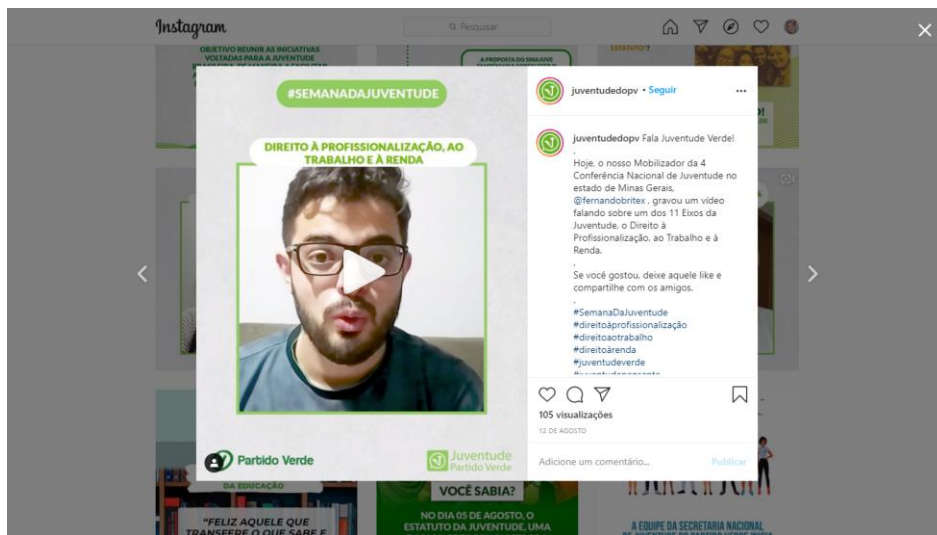 Instagram
Pesquisar
OBJETIVO REUNIR AS INICIATIVAS
VOLTADAS PARA A JUVENTUDE
A PROPOSTA DO SINAJUVE
ESTATUTO"?
#SEMANADAJUVENTUDE
DIREITO À PROFISSIONALIZAÇÃO, AO
TRABALHO E À RENDA
Partido Verde
Juventude
Partido Verde
juventudedopv • Seguir
juventudedopv Fala Juventude Verde!
.
Hoje, o nosso Mobilizador da 4
Conferência Nacional de Juventude no
estado de Minas Gerais,
@fernandobritex , gravou um vídeo
falando sobre um dos 11 Eixos da
Juventude, o Direito à
Profissionalização, ao Trabalho e à
Renda.
.
Se você gostou, deixe aquele like e
compartilhe com os amigos.
.
#SemanaDaJuventude
#direitoàprofissionalização
#direitoaotrabalho
#direitoàrenda
#juventudeverde
105 visualizações
12 DE AGOSTO
Adicione um comentário...
Publicar
DA EDUCAÇÃO
"FELIZ AQUELE QUE
TRANSFERE O QUE SABE E
VOCÊ SABIA?
NO DIA 05 DE AGOSTO, O
ESTATUTO DA JUVENTUDE, UMA
A EQUIPE DA SECRETARIA NACIONAL